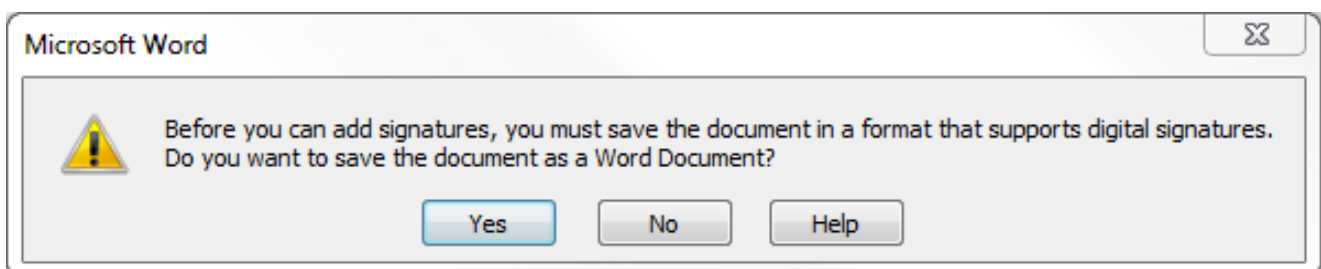 Microsoft Word
Before you can add signatures, you must save the document in a format that supports digital signatures.
Do you want to save the document as a Word Document?
Yes No Help